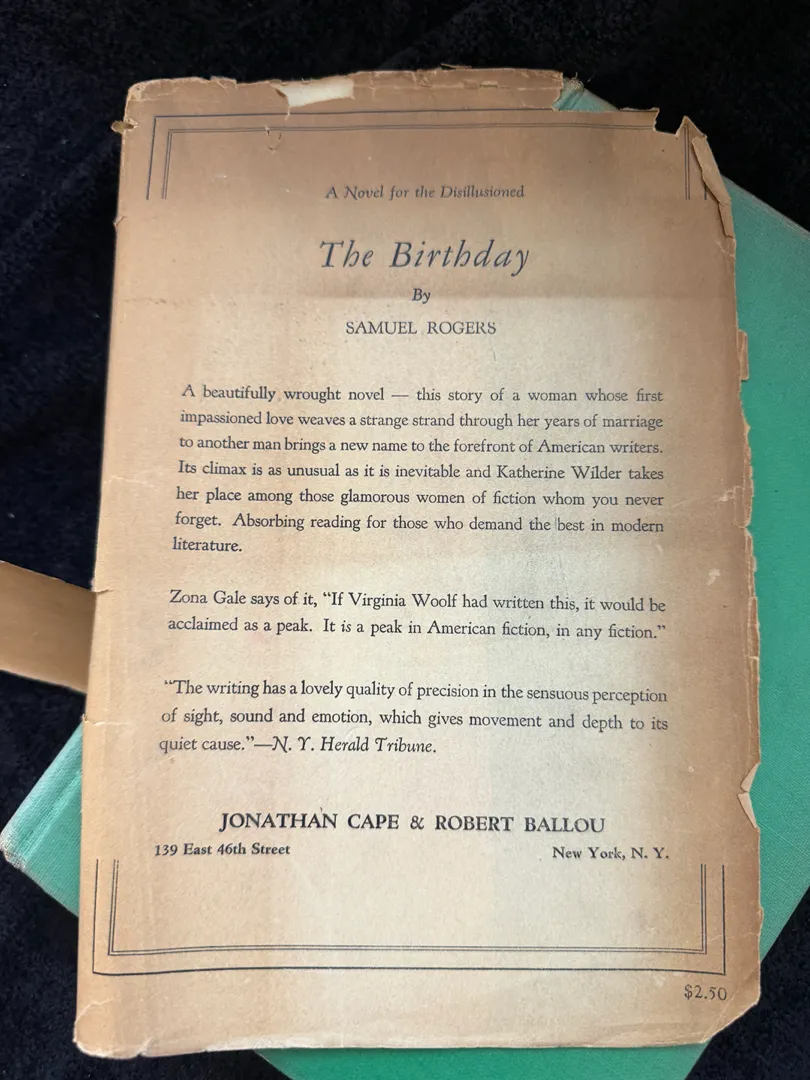 A Novel for the Disillusioned
The Birthday
By
SAMUEL ROGERS
A beautifully wrought novel — this story of a woman whose first
impassioned love weaves a strange strand through her years of marriage
to another man brings a new name to the forefront of American writers.
Its climax is as unusual as it is inevitable and Katherine Wilder takes
her place among those glamorous women of fiction whom you never
forget. Absorbing reading for those who demand the best in modern
literature.
Zona Gale says of it, “If Virginia Woolf had written this, it would be
acclaimed as a peak. It is a peak in American fiction, in any fiction.”
“The writing has a lovely quality of precision in the sensuous perception
of sight, sound and emotion, which gives movement and depth to its
quiet cause.”—N. Y. Herald Tribune.
JONATHAN CAPE & ROBERT BALLOU
139 East 46th Street New York, N. Y.
$2.50